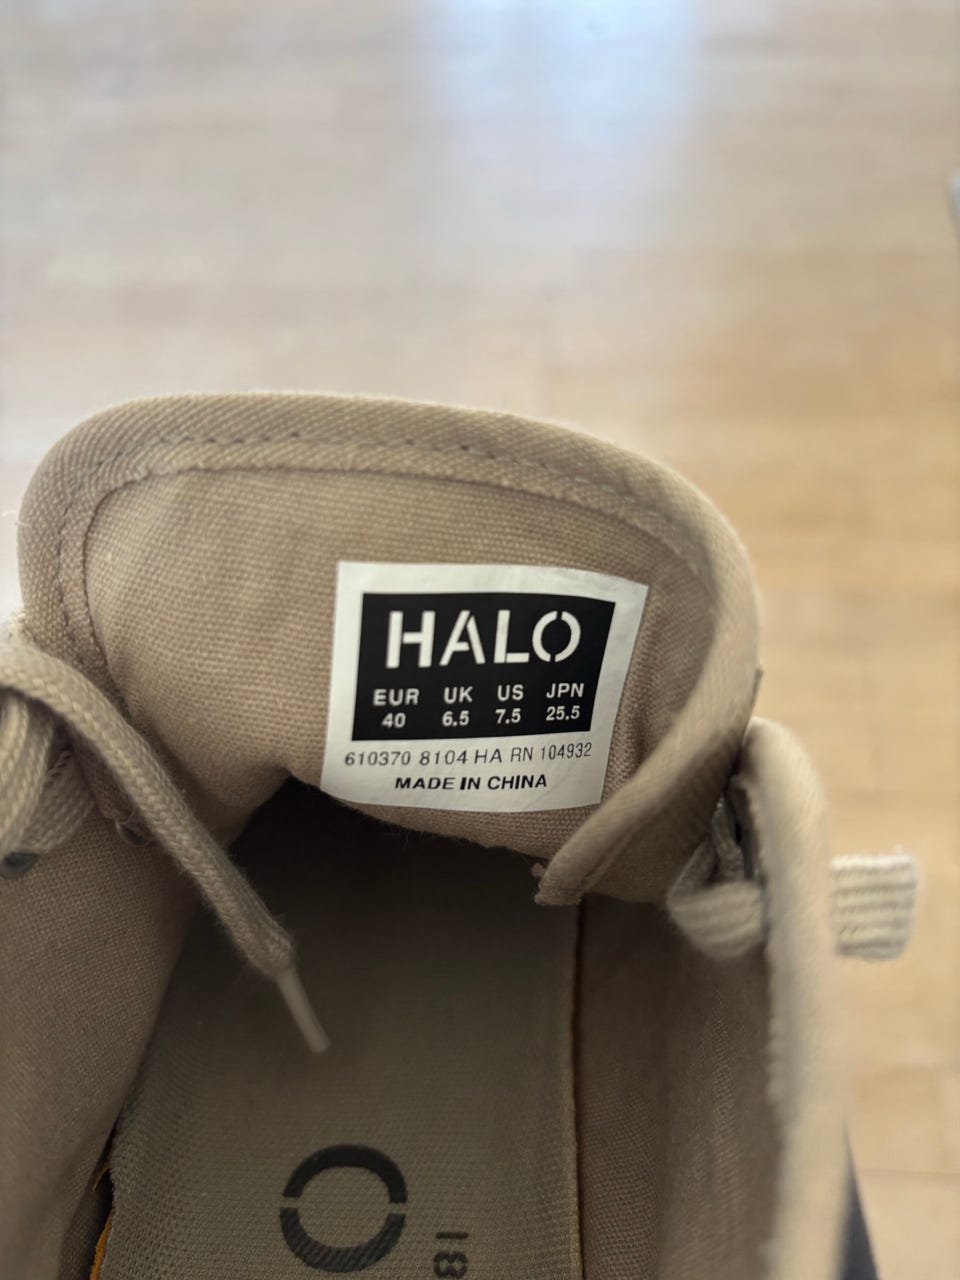 HALO
EUR UK US JPN
40 6.5 7.5 25.5
610370 8104 HA RN 104932
MADE IN CHINA
O
18